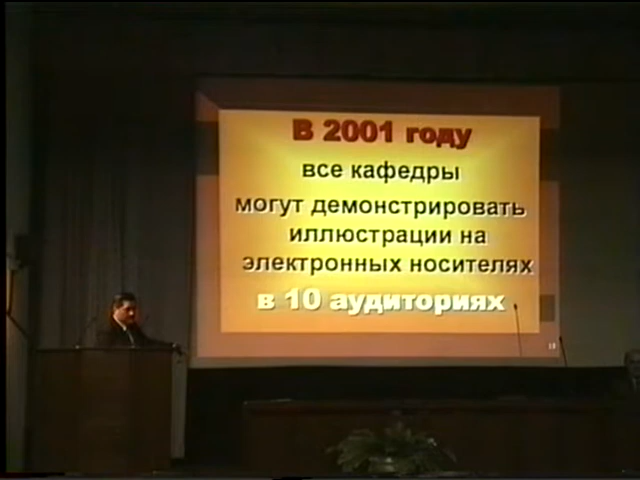 В 2001 году
все кафедры
могут демонстрировать
иллюстрации на
электронных носителях
в 10 аудиториях